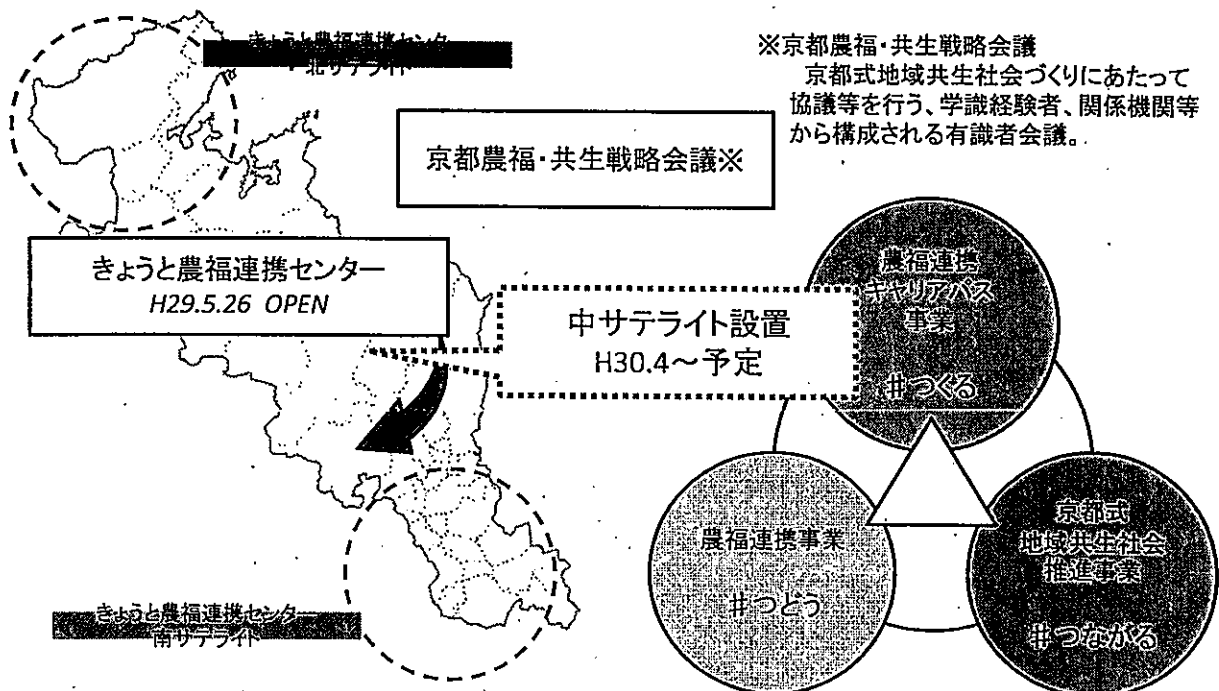 きょうと農福連携センター
北サテライト
※京都農福・共生戦略会議
京都式地域共生社会づくりにあたって
協議等を行う、学識経験者、関係機関等
から構成される有識者会議。
京都農福・共生戦略会議※
きょうと農福連携センター
H29.5.26 OPEN
中サテライト設置
H30.4～予定
農福連携
キャリアパス
事業
#つくる
農福連携事業
#つどう
京都式
地域共生社会
推進事業
#つながる
きょうと農福連携センター
南サテライト